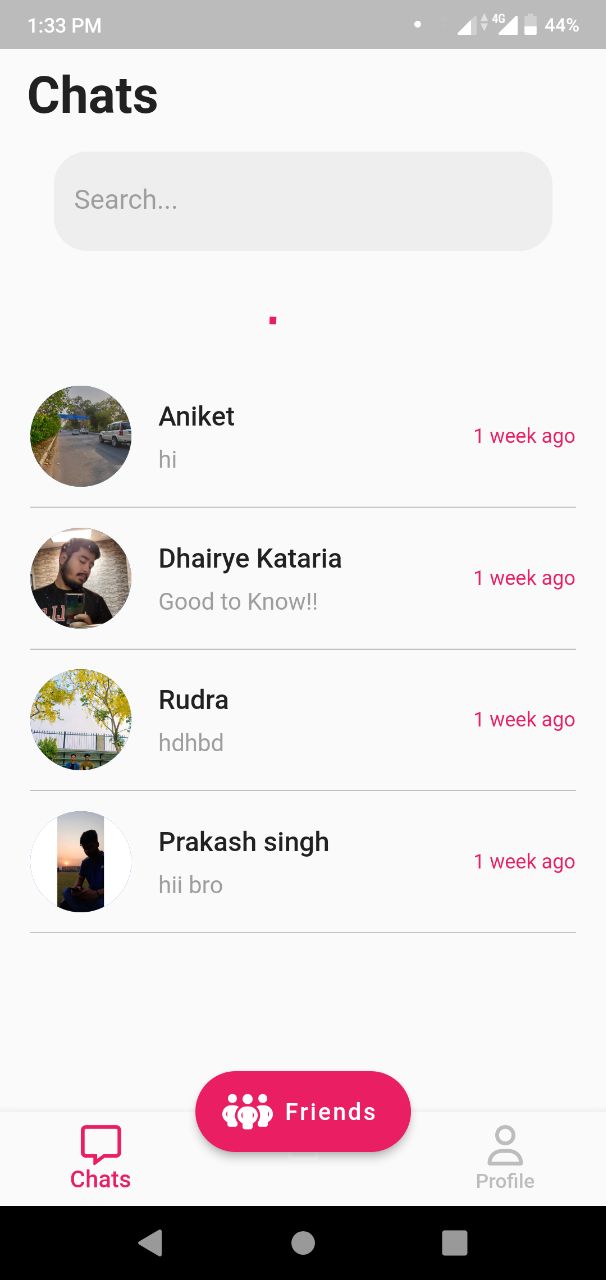 1:33 PM 4G 44%
Chats
Search...
Aniket
hi
1 week ago
Dhairye Kataria
Good to Know!!
1 week ago
Rudra
hdhbd
1 week ago
Prakash singh
hii bro
1 week ago
Friends
Chats
Profile